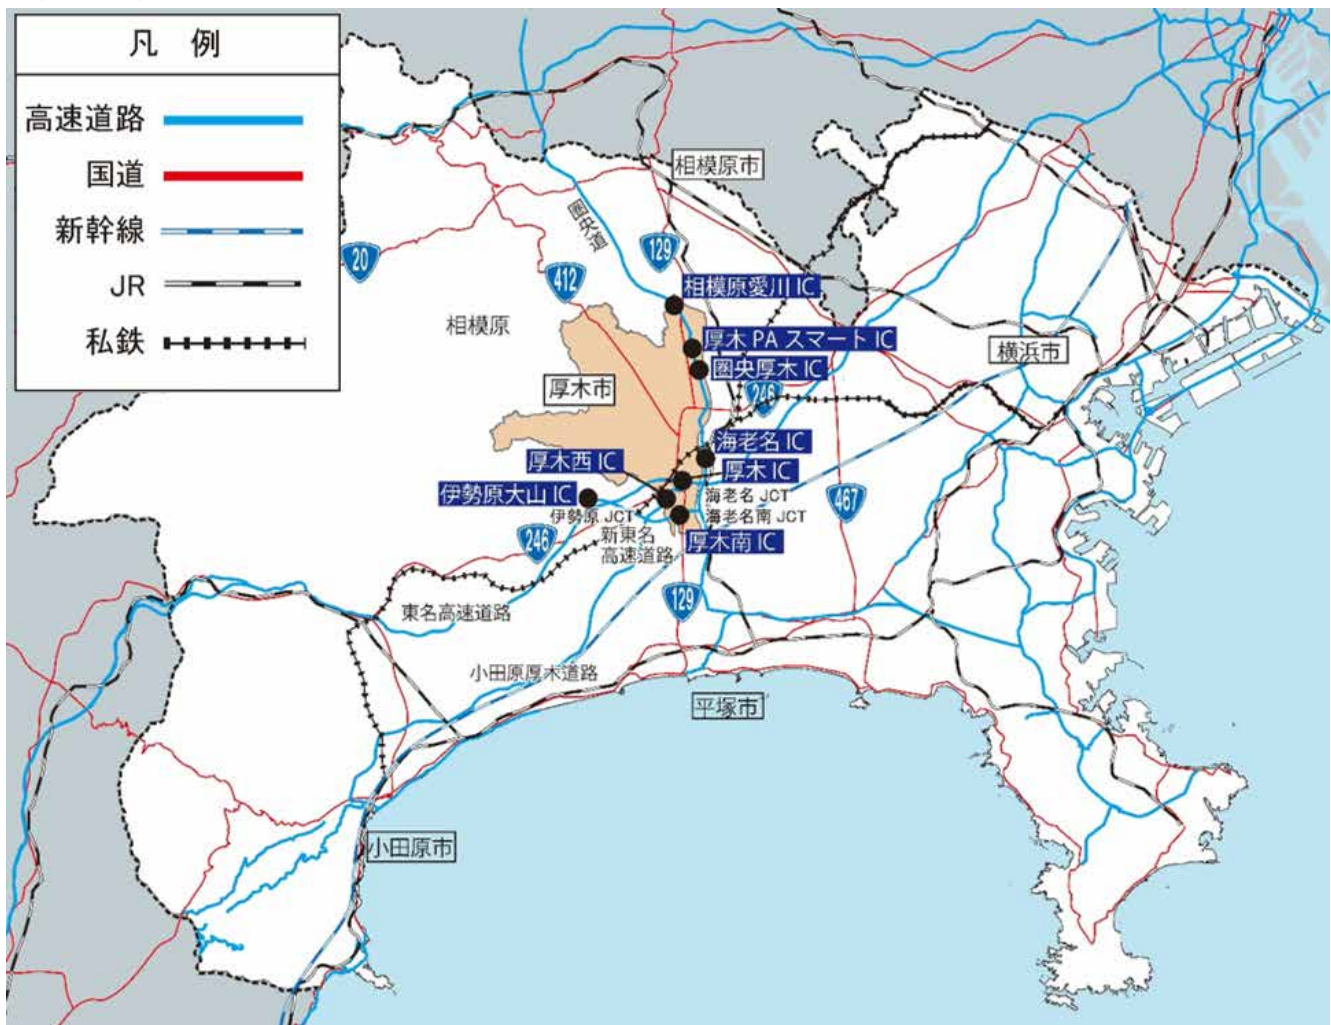 凡 例
高速道路
国道
新幹線
JR
私鉄
相模原市
圏央道
129
20
412
相模原愛川 IC
相模原
厚木 PA スマート IC
圏央厚木 IC
横浜市
厚木市
246
海老名 IC
厚木西 IC
厚木 IC
伊勢原大山 IC
海老名 JCT
467
伊勢原 JCT
海老名南 JCT
246
新東名
高速道路
厚木南 IC
129
東名高速道路
小田原厚木道路
平塚市
小田原市